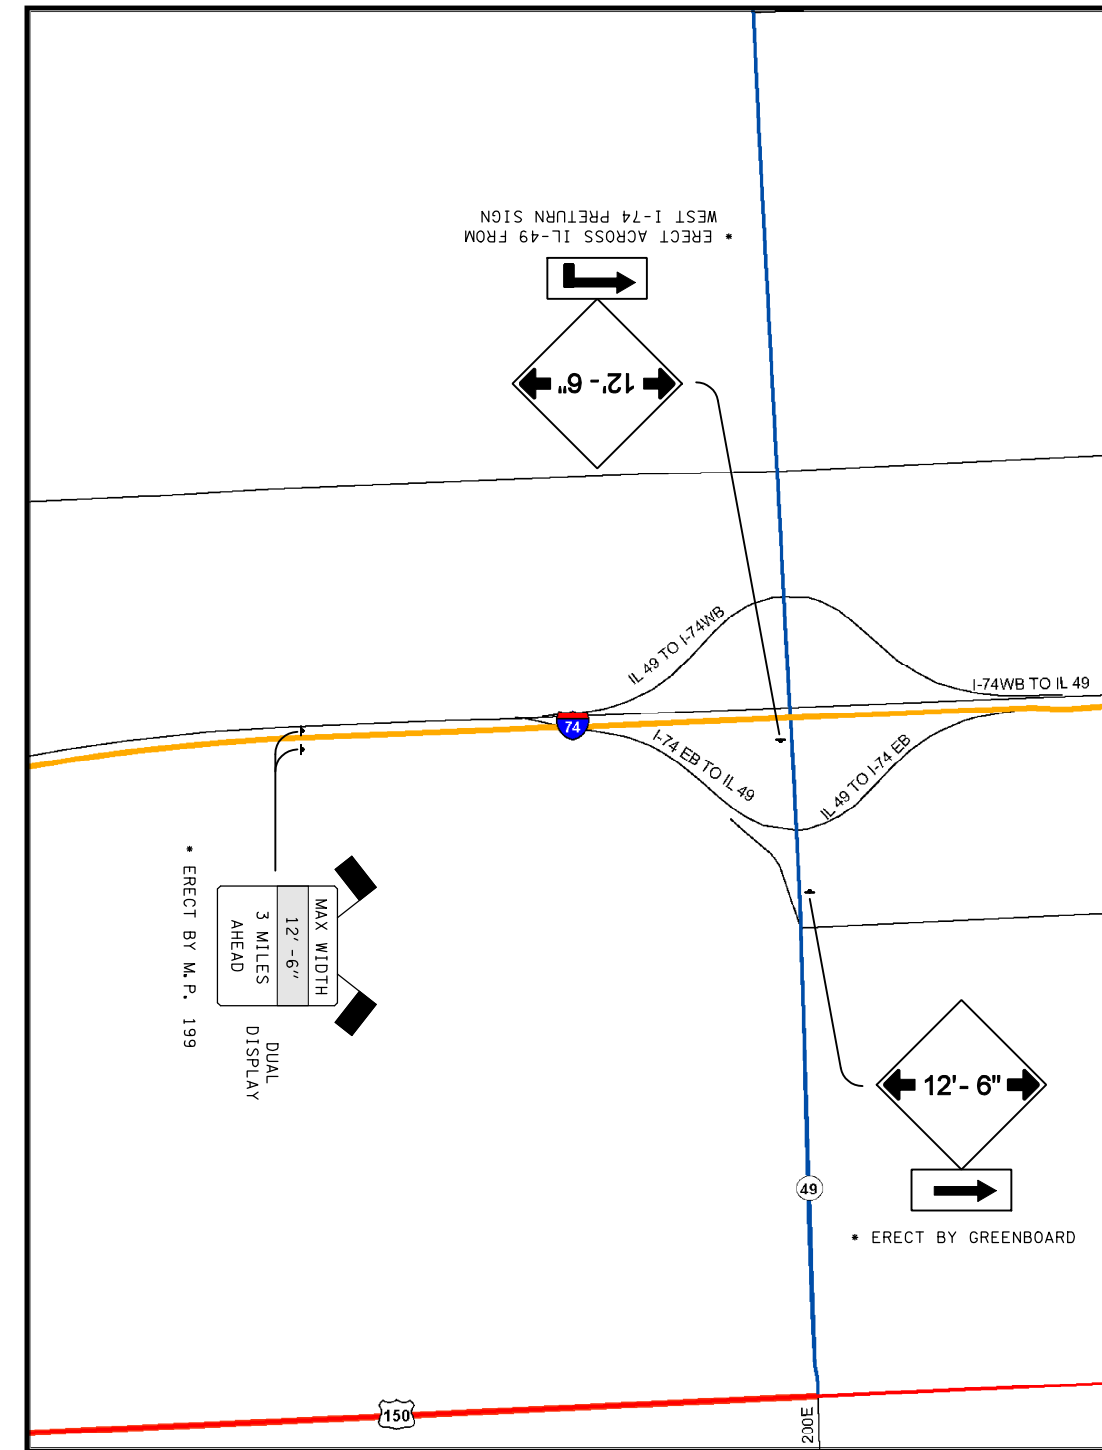 * ERECT ACROSS IL-49 FROM
WEST I-74 PRETURN SIGN
12'- 6"
IL 49 TO I-74WB
I-74WB TO IL 49
74
I-74 EB TO IL 49
IL 49 TO I-74 EB
MAX WIDTH
12'-6"
3 MILES
AHEAD
DUAL
DISPLAY
* ERECT BY M.P. 199
12'- 6"
49
* ERECT BY GREENBOARD
150
200E